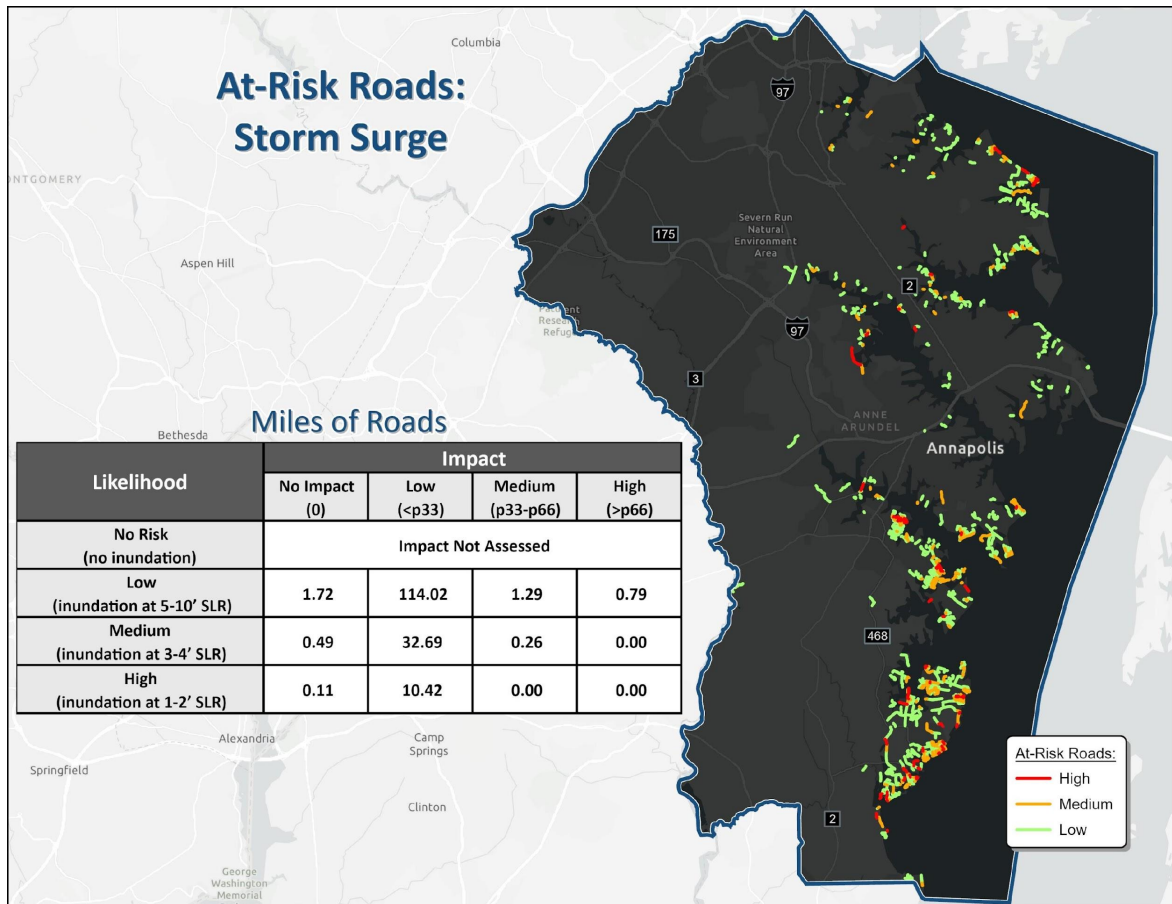 Columbia
At-Risk Roads:
Storm Surge
97
MONTGOMERY
Severn Run
Natural
Environment
Area
175
Aspen Hill
2
Patuxent
Research
Refuge
97
3
ANNE
ARUNDEL
Annapolis
Miles of Roads
Bethesda
Likelihood
Impact
No Impact
(0)
Low
(<p33)
Medium
(p33-p66)
High
(>p66)
No Risk
(no inundation)
Impact Not Assessed
Low
(inundation at 5-10’ SLR)
1.72
114.02
1.29
0.79
Medium
(inundation at 3-4’ SLR)
0.49
32.69
0.26
0.00
High
(inundation at 1-2’ SLR)
0.11
10.42
0.00
0.00
468
Alexandria
Camp
Springs
Springfield
Clinton
2
George
Washington
Memorial
At-Risk Roads:
High
Medium
Low